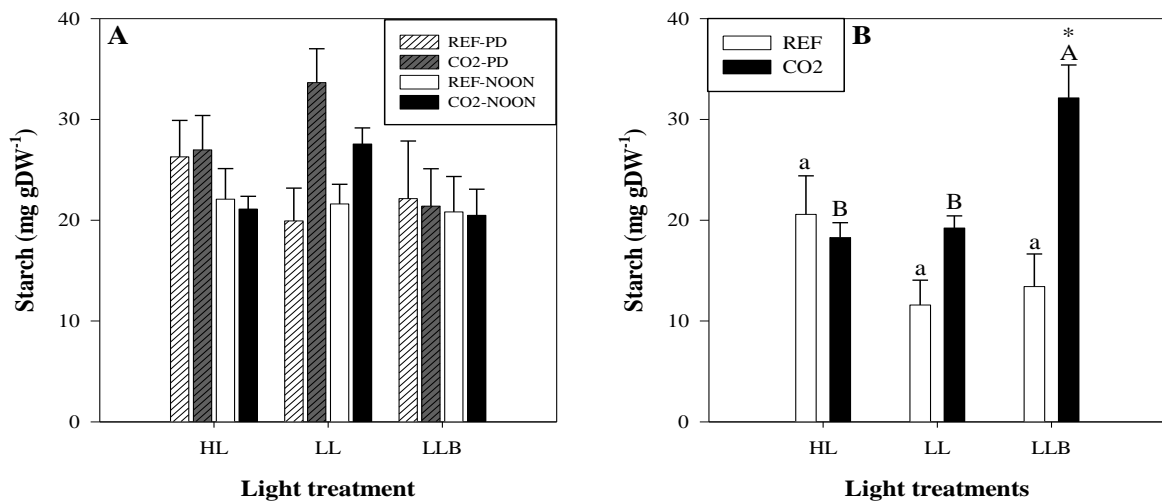 A
REF-PD
CO2-PD
REF-NOON
CO2-NOON
Starch (mg gDW-1)
40
30
20
10
0
HL LL LLB
Light treatment
B
REF
CO2
Starch (mg gDW-1)
40
30
20
10
0
a B a B a * A
HL LL LLB
Light treatments